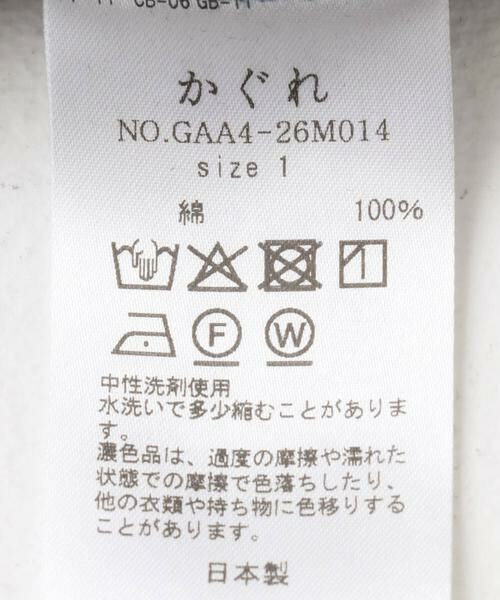 かぐれ
NO.GAA4-26M014
size 1
綿 100%
F W
中性洗剤使用
水洗いで多少縮むことがありま
す。
濃色品は、過度の摩擦や濡れた
状態での摩擦で色落ちしたり、
他の衣類や持ち物に色移りする
ことがあります。
日本製